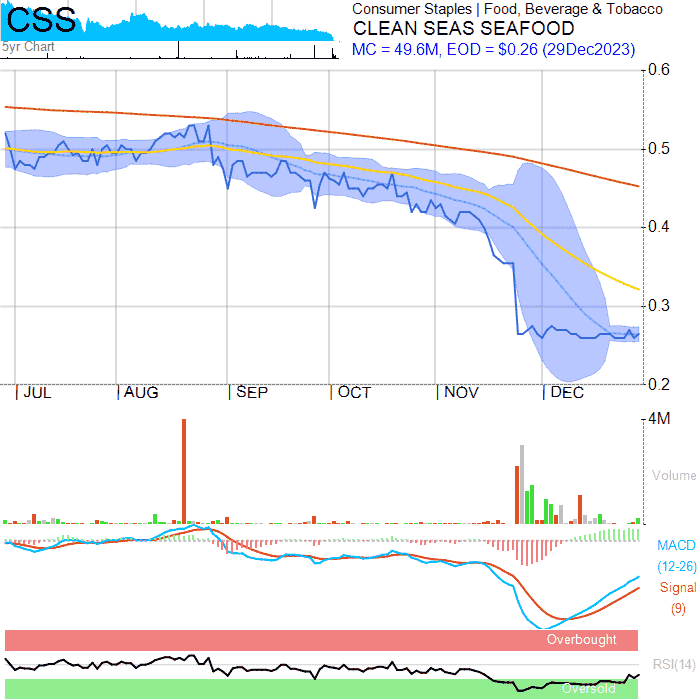 CSS
5yr Chart
Consumer Staples | Food, Beverage & Tobacco
CLEAN SEAS SEAFOOD
MC = 49.6M, EOD = $0.26 (29Dec2023)
0.6
0.5
0.4
0.3
0.2
JUL AUG SEP OCT NOV DEC
4M
Volume
MACD
(12-26)
Signal
(9)
Overbought
RSI(14)
Oversold